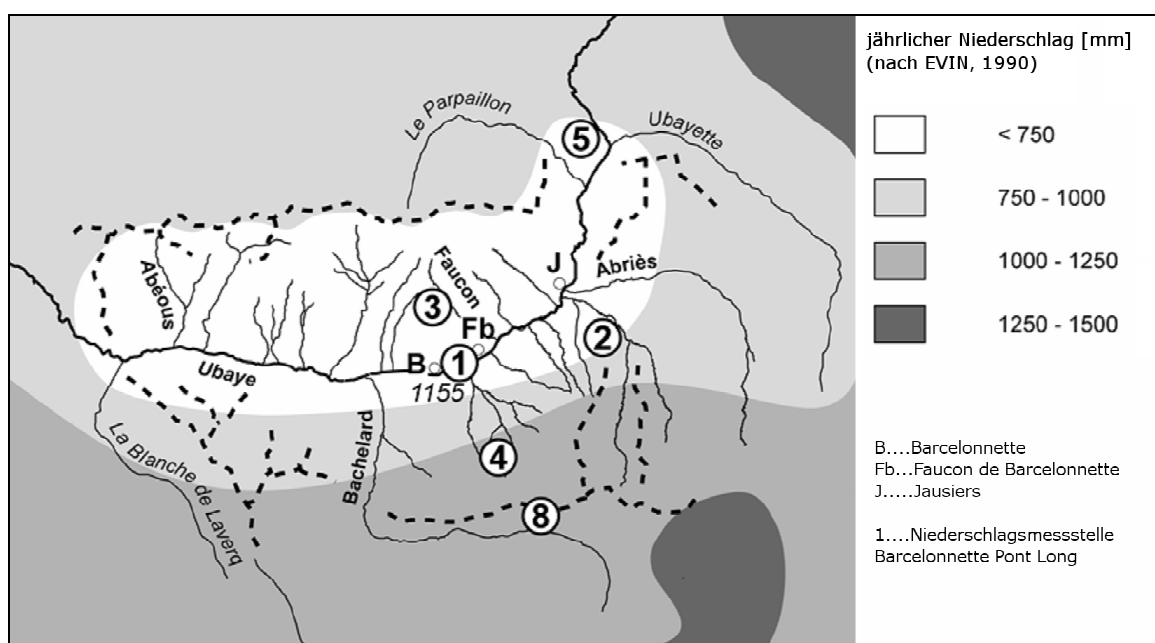 jährlicher Niederschlag [mm]
(nach EVIN, 1990)
< 750
750 - 1000
1000 - 1250
1250 - 1500
B....Barcelonnette
Fb...Faucon de Barcelonnette
J.....Jausiers
1....Niederschlagsmessstelle
Barcelonnette Pont Long
Le Parpaillon
Ubayette
5
J
Abriès
Abéous
Faucon
3
Fb
2
B
1
1155
Ubaye
Bachelard
4
La Blanche de Laverq
8